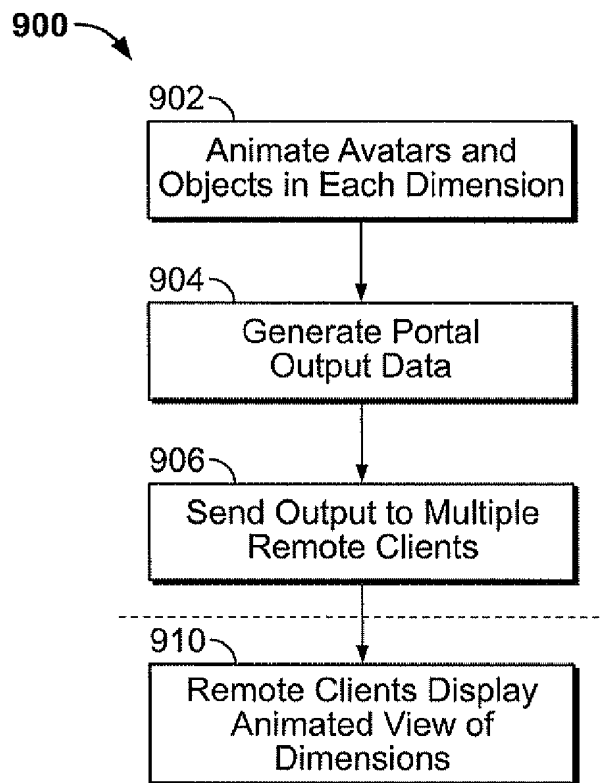 900
902
Animate Avatars and
Objects in Each Dimension
904
Generate Portal
Output Data
906
Send Output to Multiple
Remote Clients
910
Remote Clients Display
Animated View of
Dimensions